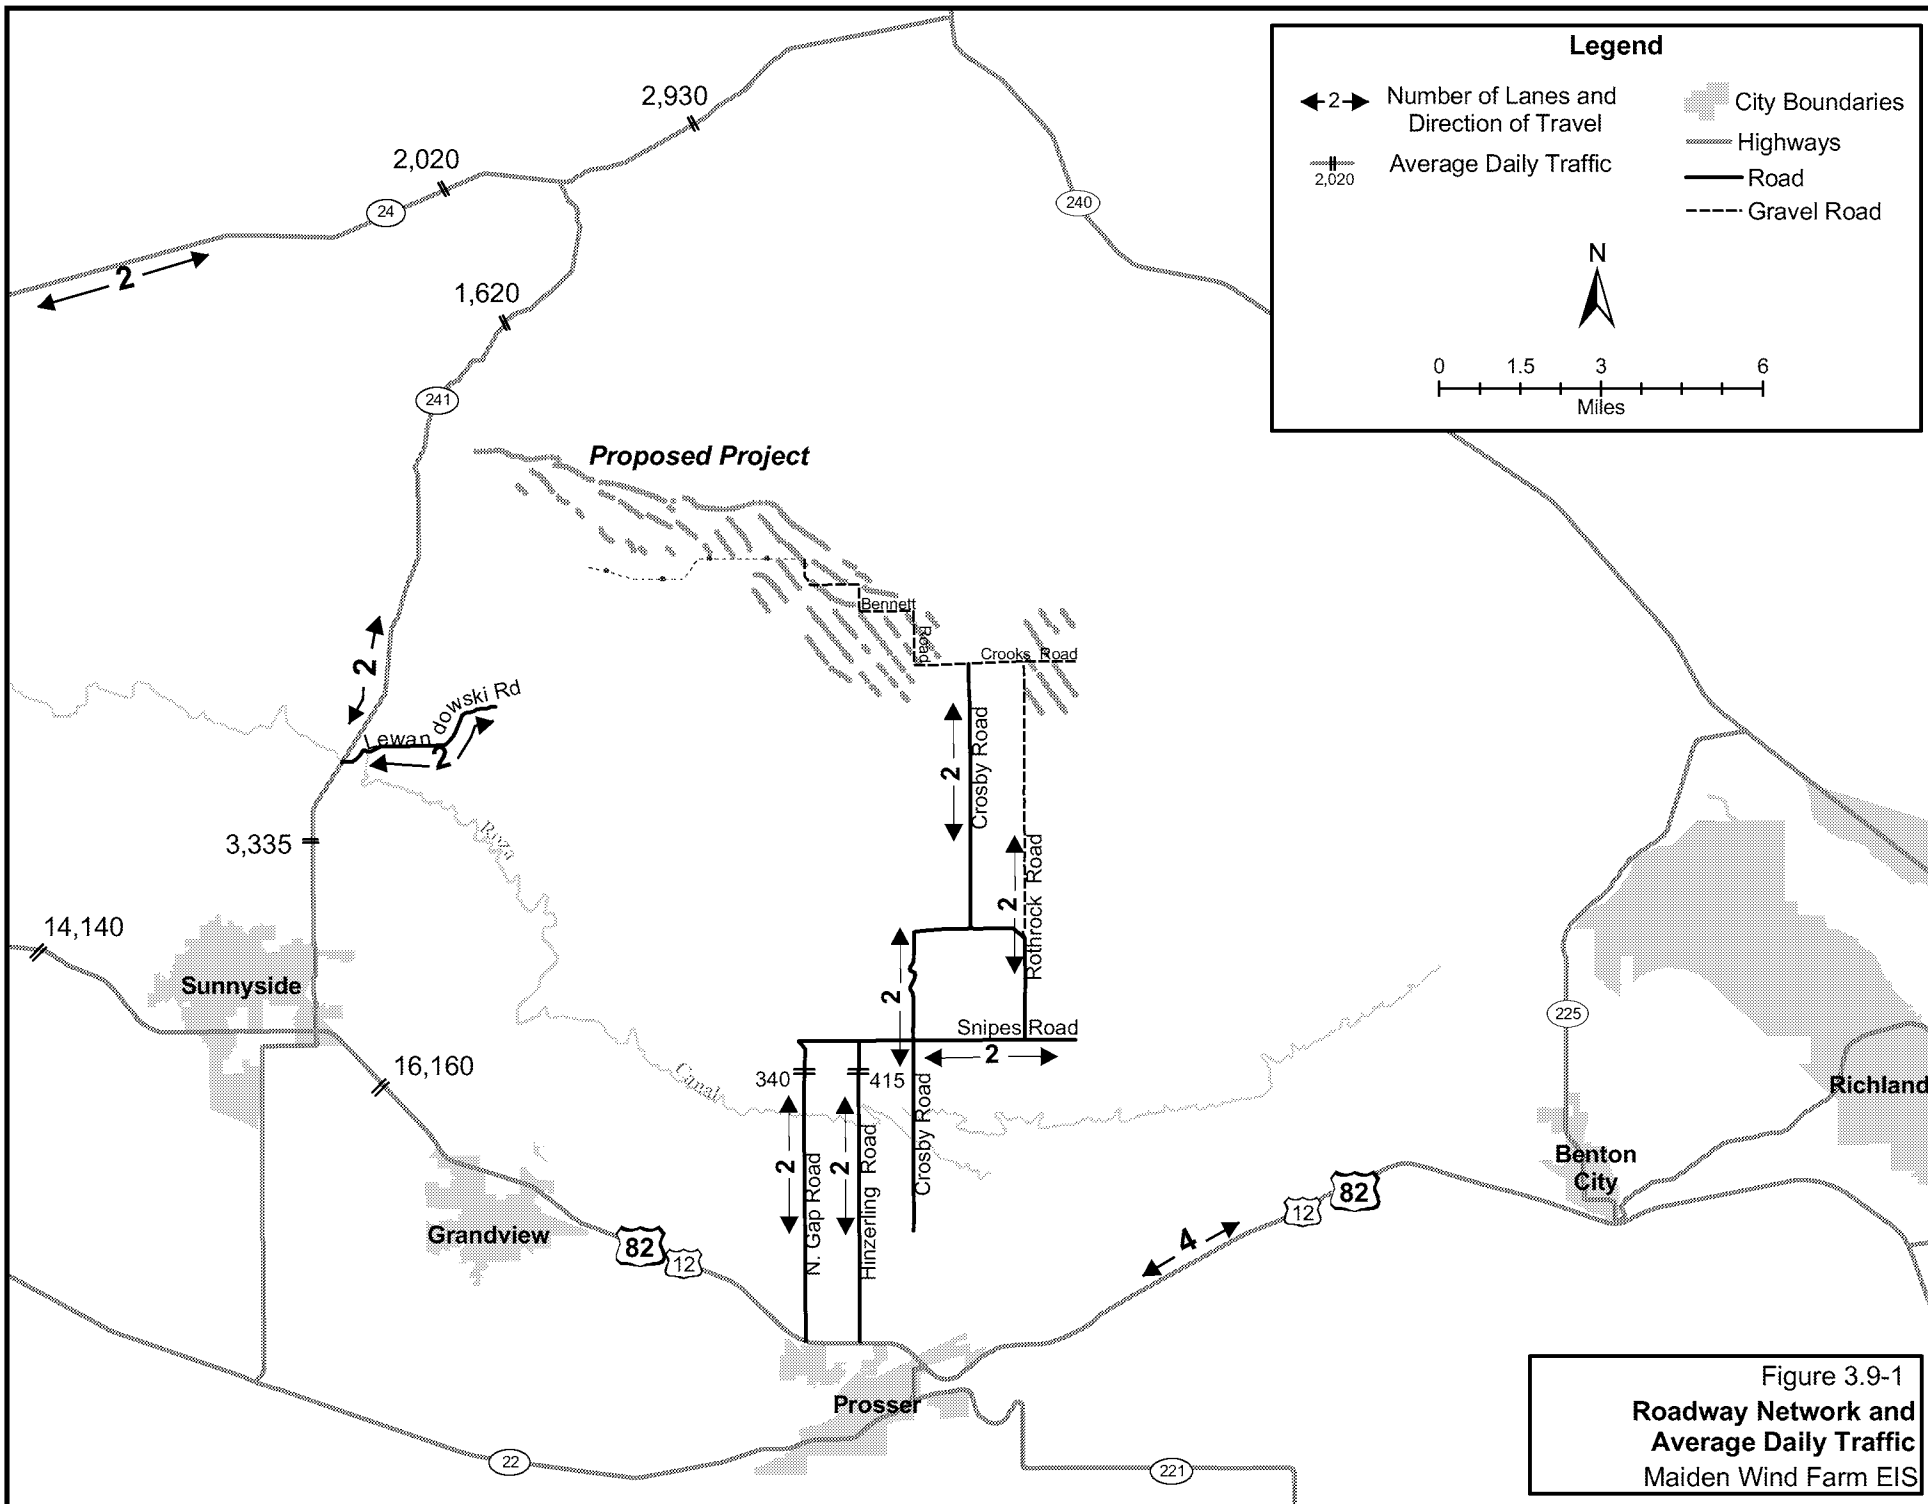 Legend
2
Number of Lanes and
Direction of Travel
2,020
Average Daily Traffic
City Boundaries
Highways
Road
Gravel Road
N
0 1.5 3 6
Miles
2,930
2,020
24
240
2
1,620
241
Proposed Project
Bennett
Road
Crooks Road
2
Lewandowski Rd
2
Crosby Road
2
Roza
3,335
Rothrock Road
2
14,140
Sunnyside
2
225
Snipes Road
2
16,160
340
415
Canal
Richland
Crosby Road
2
2
N. Gap Road
Hinzerling Road
Benton
City
82
12
Grandview
82
12
4
Prosser
22
221
Figure 3.9-1
Roadway Network and
Average Daily Traffic
Maiden Wind Farm EIS